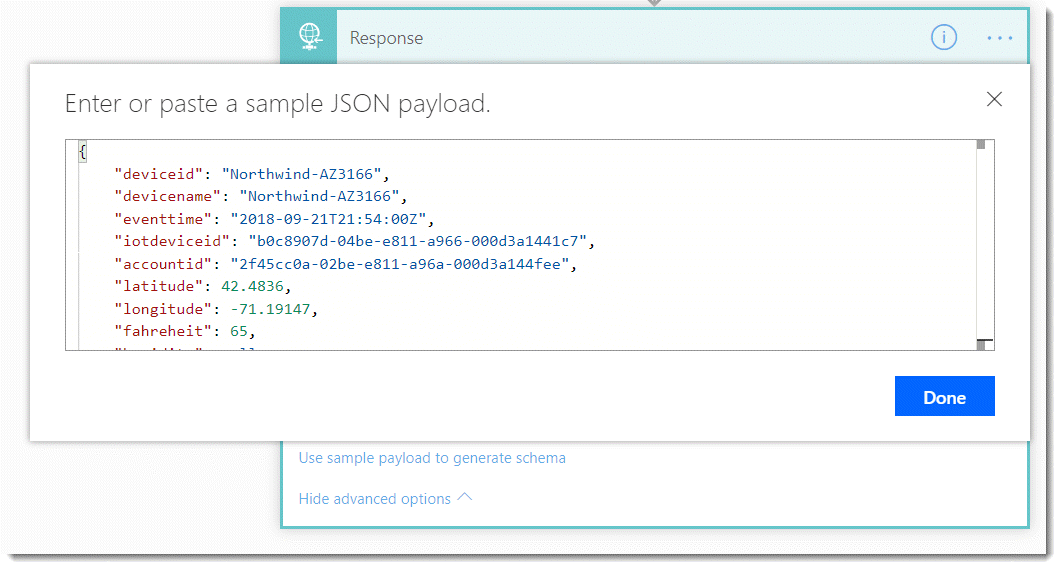 Response
Enter or paste a sample JSON payload.
{
"deviceid": "Northwind-AZ3166",
"devicename": "Northwind-AZ3166",
"eventtime": "2018-09-21T21:54:00Z",
"iotdeviceid": "b0c8907d-04be-e811-a966-000d3a1441c7",
"accountid": "2f45cc0a-02be-e811-a96a-000d3a144fee",
"latitude": 42.4836,
"longitude": -71.19147,
"fahreheit": 65,
Done
Use sample payload to generate schema
Hide advanced options